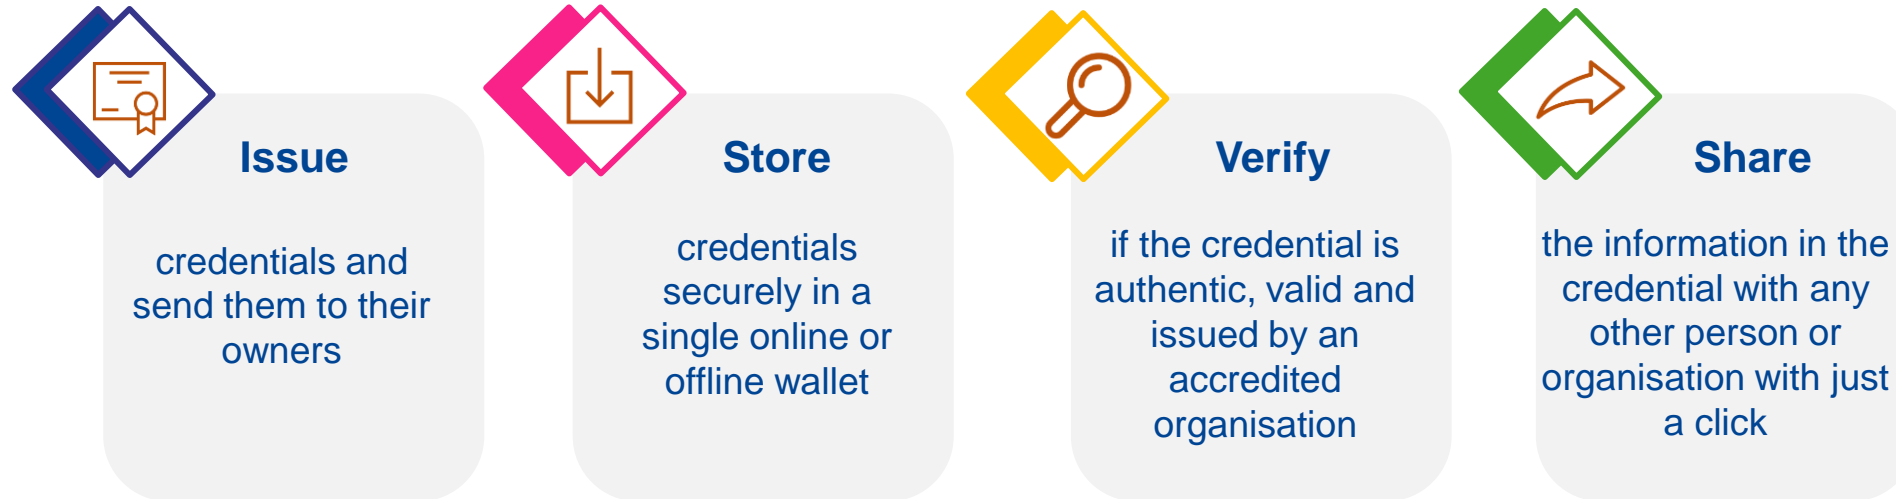 Issue
credentials and
send them to their
owners
Store
credentials
securely in a
single online or
offline wallet
Verify
if the credential is
authentic, valid and
issued by an
accredited
organisation
Share
the information in the
credential with any
other person or
organisation with just
a click